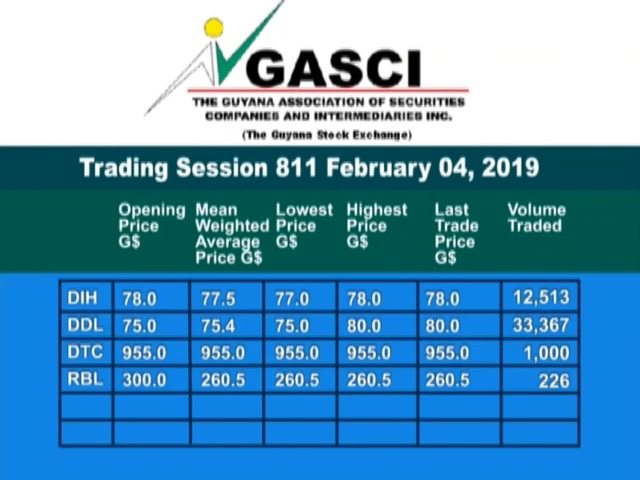 GASCI
THE GUYANA ASSOCIATION OF SECURITIES
COMPANIES AND INTERMEDIARIES INC.
(The Guyana Stock Exchange)
Trading Session 811 February 04, 2019
Opening Price G$ Mean Weighted Average Price G$ Lowest Price G$ Highest Price G$ Last Trade Price G$ Volume Traded
DIH 78.0 77.5 77.0 78.0 78.0 12,513
DDL 75.0 75.4 75.0 80.0 80.0 33,367
DTC 955.0 955.0 955.0 955.0 955.0 1,000
RBL 300.0 260.5 260.5 260.5 260.5 226